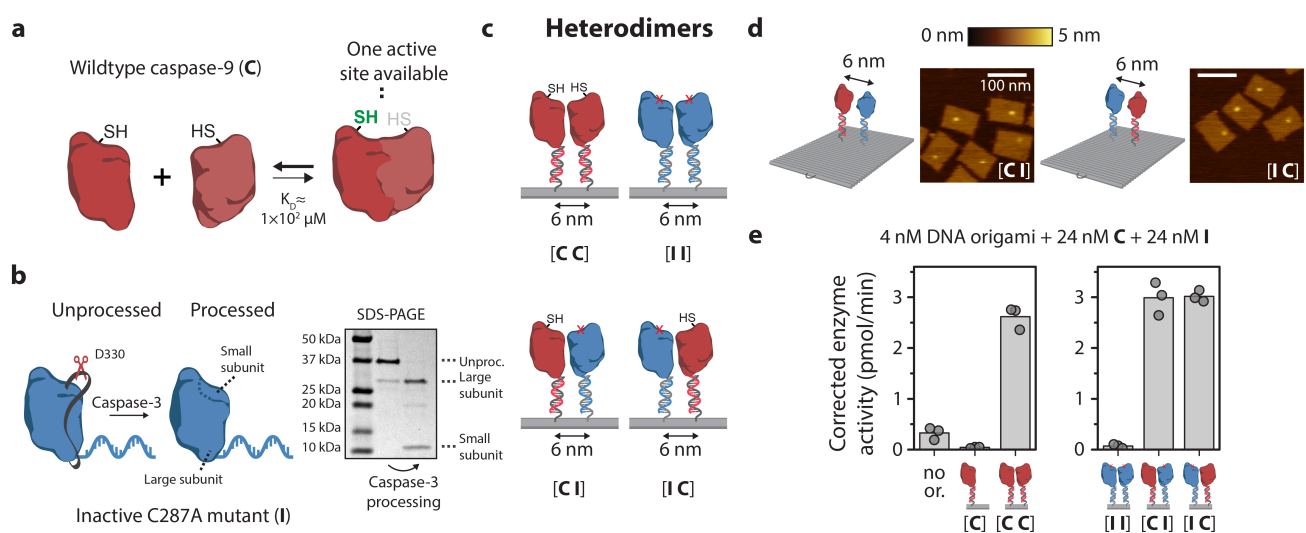 a
Wildtype caspase-9 (C)
One active
site available
SH
HS
SH HS
+
K_D≈
1×10² µM
b
Unprocessed
Processed
D330
Small
subunit
Caspase-3
Large subunit
Inactive C287A mutant (I)
SDS-PAGE
50 kDa
37 kDa
25 kDa
20 kDa
15 kDa
10 kDa
Unproc.
Large
subunit
Small
subunit
Caspase-3
processing
c
Heterodimers
SH HS
X X
6 nm
6 nm
[C C]
[I I]
SH
X
X
HS
6 nm
6 nm
[C I]
[I C]
d
0 nm
5 nm
6 nm
100 nm
[C I]
6 nm
[I C]
e
4 nM DNA origami + 24 nM C + 24 nM I
Corrected enzyme
activity (pmol/min)
3
2
1
0
no
or.
[C]
[C C]
3
2
1
0
[I I]
[C I]
[I C]